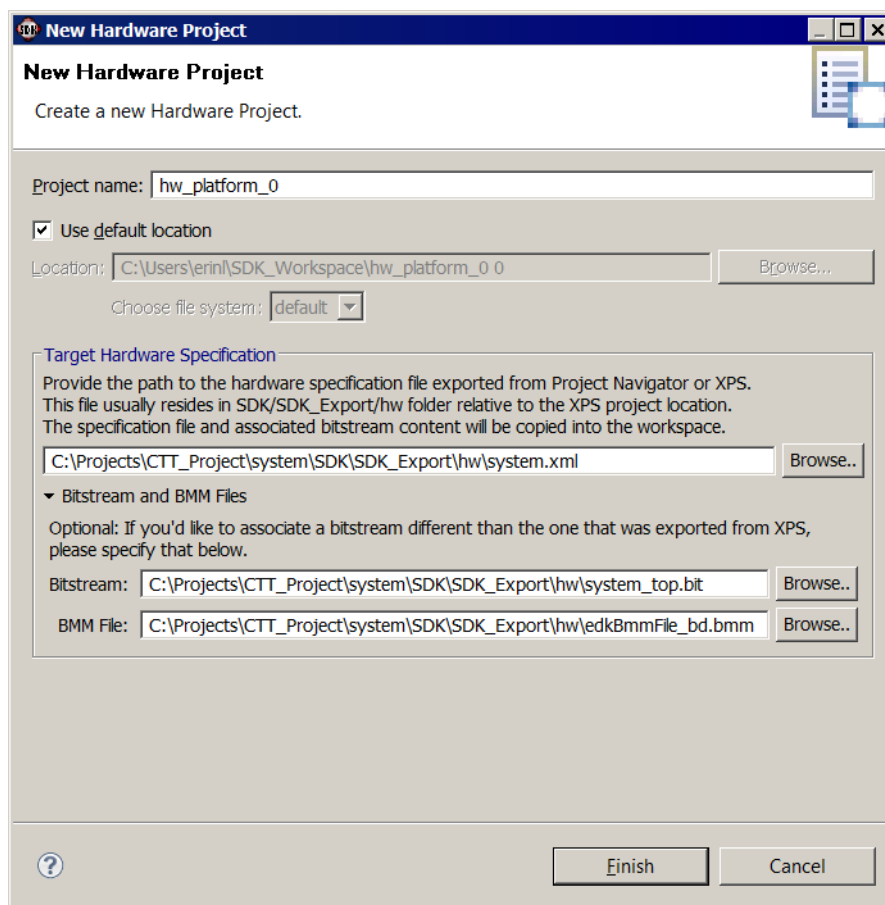 New Hardware Project
New Hardware Project
Create a new Hardware Project.
Project name: hw_platform_0
Use default location
Location: C:\Users\erinl\SDK_Workspace\hw_platform_0 0 Browse...
Choose file system: default
Target Hardware Specification
Provide the path to the hardware specification file exported from Project Navigator or XPS.
This file usually resides in SDK/SDK_Export/hw folder relative to the XPS project location.
The specification file and associated bitstream content will be copied into the workspace.
C:\Projects\CTT_Project\system\SDK\SDK_Export\hw\system.xml Browse..
Bitstream and BMM Files
Optional: If you'd like to associate a bitstream different than the one that was exported from XPS,
please specify that below.
Bitstream: C:\Projects\CTT_Project\system\SDK\SDK_Export\hw\system_top.bit Browse..
BMM File: C:\Projects\CTT_Project\system\SDK\SDK_Export\hw\edkBmmFile_bd.bmm Browse..
? Finish Cancel